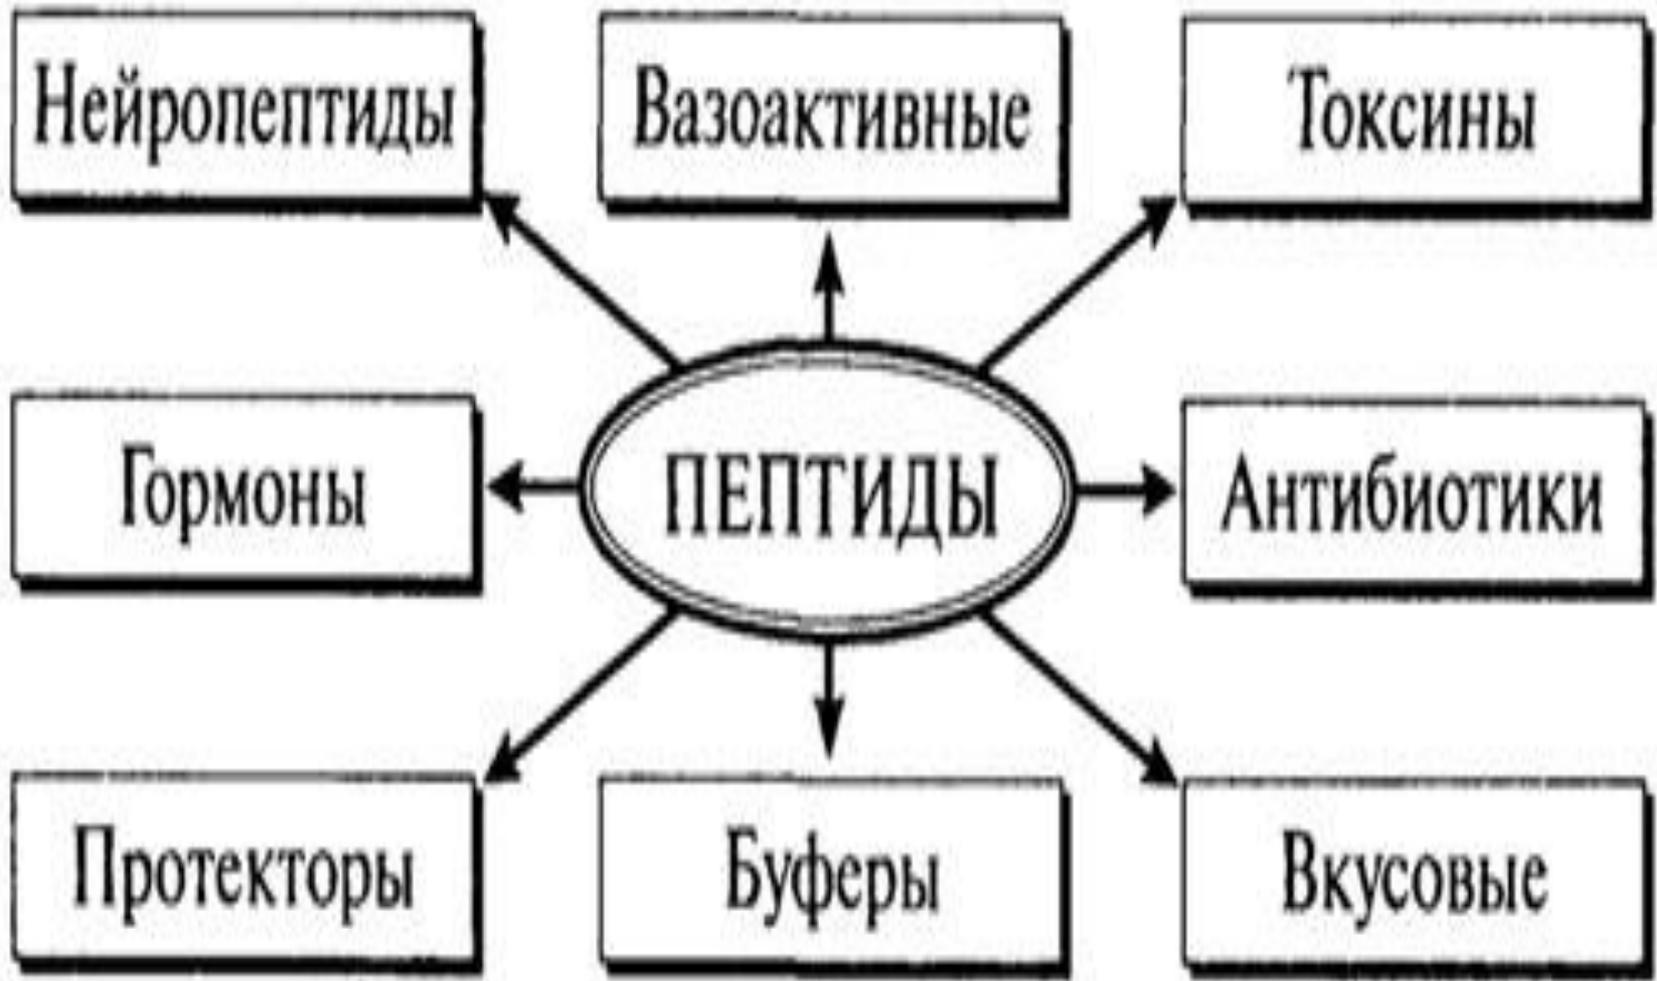 Нейропептиды
Вазоактивные
Токсины
Гормоны
ПЕПТИДЫ
Антибиотики
Протекторы
Буферы
Вкусовые